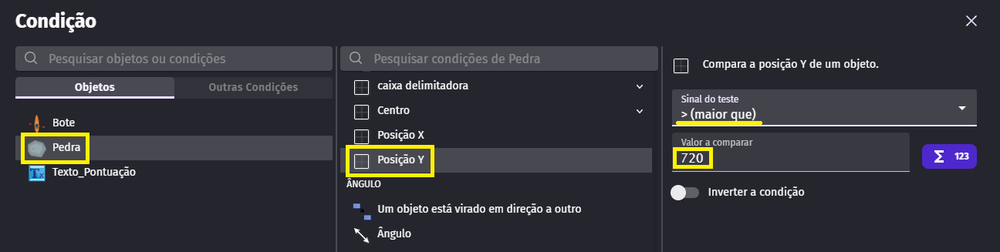 Condição
Pesquisar objetos ou condições
Objetos
Outras Condições
Bote
Pedra
Texto_Pontuação
Pesquisar condições de Pedra
caixa delimitadora
Centro
Posição X
Posição Y
ÂNGULO
Um objeto está virado em direção a outro
Ângulo
Compara a posição Y de um objeto.
Sinal do teste
> (maior que)
Valor a comparar
720
Σ 123
Inverter a condição